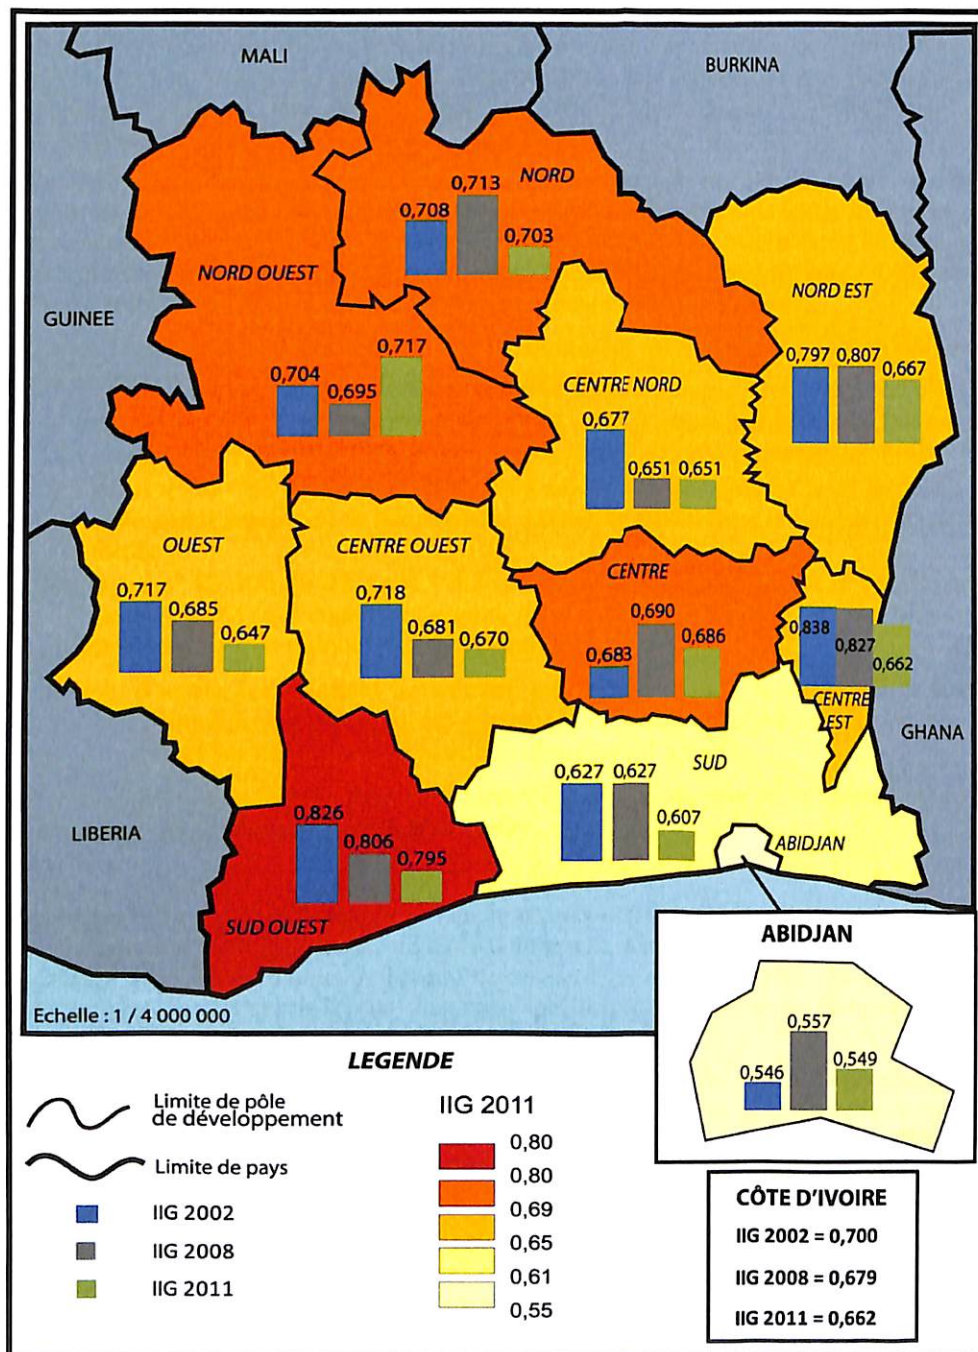 MALI
BURKINA
NORD
0,713
0,708
0,703
NORD OUEST
NORD EST
GUINEE
0,717
0,704
0,695
CENTRE NORD
0,797
0,807
0,667
0,677
0,651
0,651
OUEST
CENTRE OUEST
CENTRE
0,717
0,685
0,647
0,718
0,681
0,670
0,690
0,683
0,686
0,838
0,827
0,662
CENTRE
EST
GHANA
SUD
0,627
0,627
0,607
LIBERIA
0,826
0,806
0,795
ABIDJAN
SUD OUEST
Echelle : 1 / 4 000 000
ABIDJAN
0,557
0,546
0,549
LEGENDE
Limite de pôle
de développement
Limite de pays
IIG 2002
IIG 2008
IIG 2011
IIG 2011
0,80
0,80
0,69
0,65
0,61
0,55
CÔTE D'IVOIRE
IIG 2002 = 0,700
IIG 2008 = 0,679
IIG 2011 = 0,662